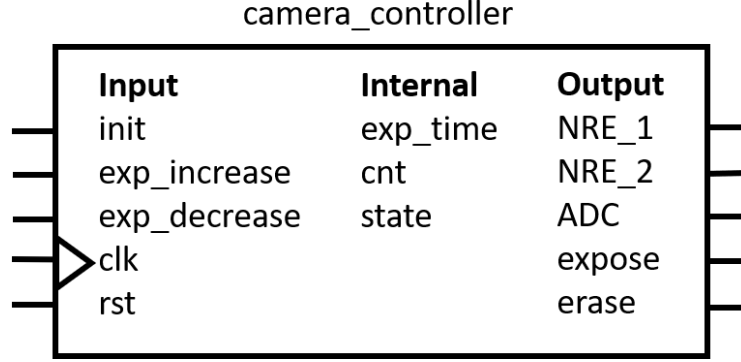 camera_controller
Input Internal Output
init exp_time NRE_1
exp_increase cnt NRE_2
exp_decrease state ADC
clk expose
rst erase